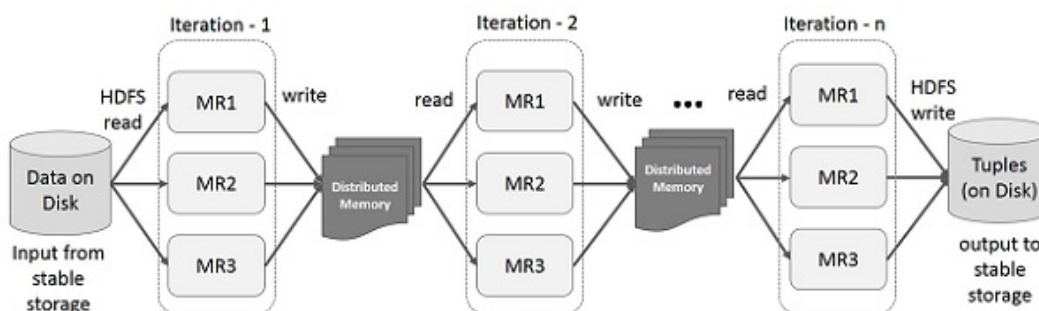 Iteration - 1
Iteration - 2
Iteration - n
HDFS
read
MR1
write
read
MR1
write
...
read
MR1
HDFS
write
Data on
Disk
MR2
Distributed
Memory
MR2
Distributed
Memory
MR2
Tuples
(on Disk)
Input from
stable
storage
MR3
MR3
MR3
output to
stable
storage